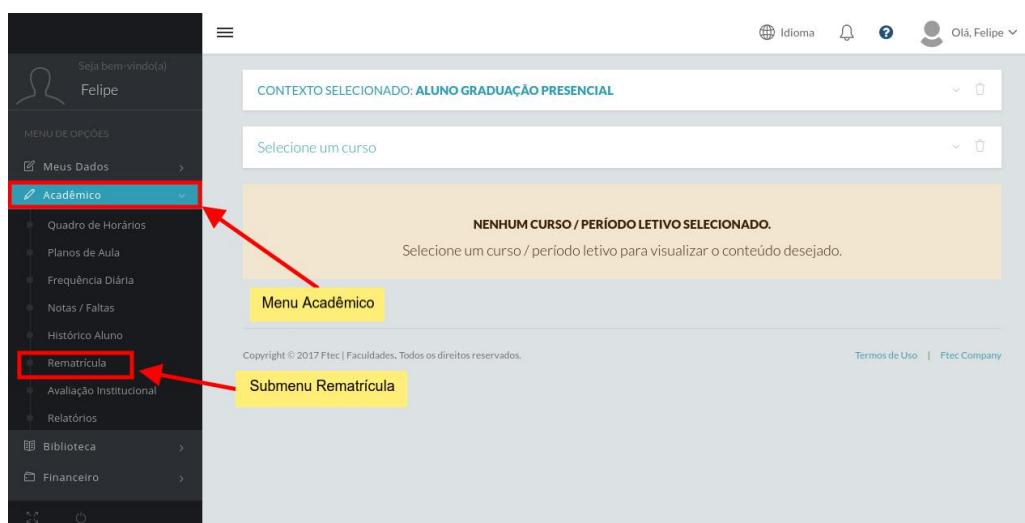 Idioma
Olá, Felipe
Seja bem-vindo(a)
Felipe
MENU DE OPÇÕES
Meus Dados
Acadêmico
Quadro de Horários
Planos de Aula
Frequência Diária
Notas / Faltas
Histórico Aluno
Rematrícula
Avaliação Institucional
Relatórios
Biblioteca
Financeiro
CONTEXTO SELECIONADO: ALUNO GRADUAÇÃO PRESENCIAL
Selecione um curso
NENHUM CURSO / PERÍODO LETIVO SELECIONADO.
Selecione um curso / período letivo para visualizar o conteúdo desejado.
Menu Acadêmico
Copyright © 2017 Ftec | Faculdades. Todos os direitos reservados.
Termos de Uso | Ftec Company
Submenu Rematrícula